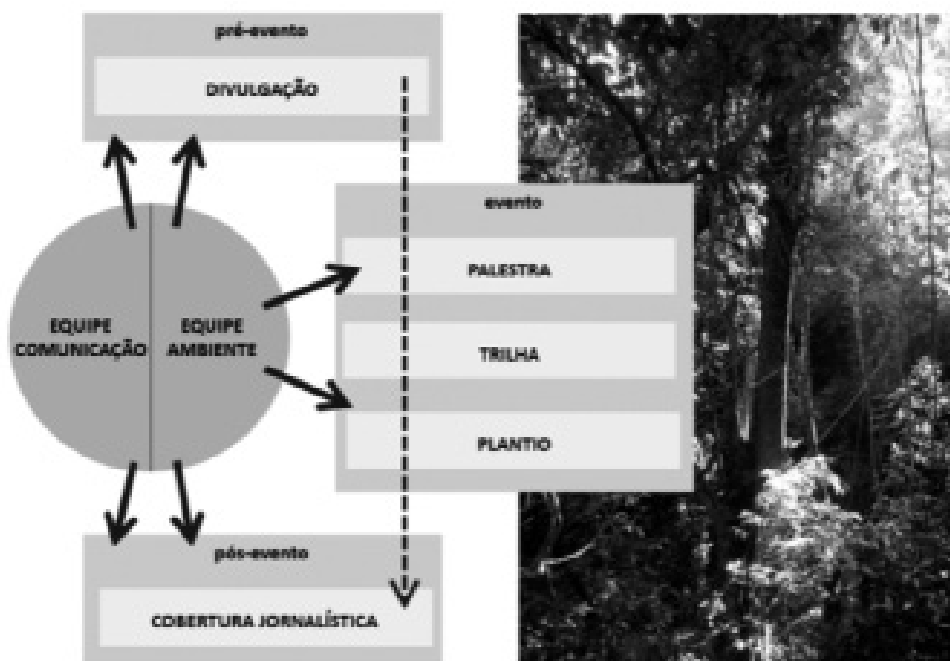 pré-evento
DIVULGAÇÃO
evento
PALESTRA
EQUIPE
COMUNICAÇÃO
EQUIPE
AMBIENTE
TRILHA
PLANTIO
pós-evento
COBERTURA JORNALÍSTICA